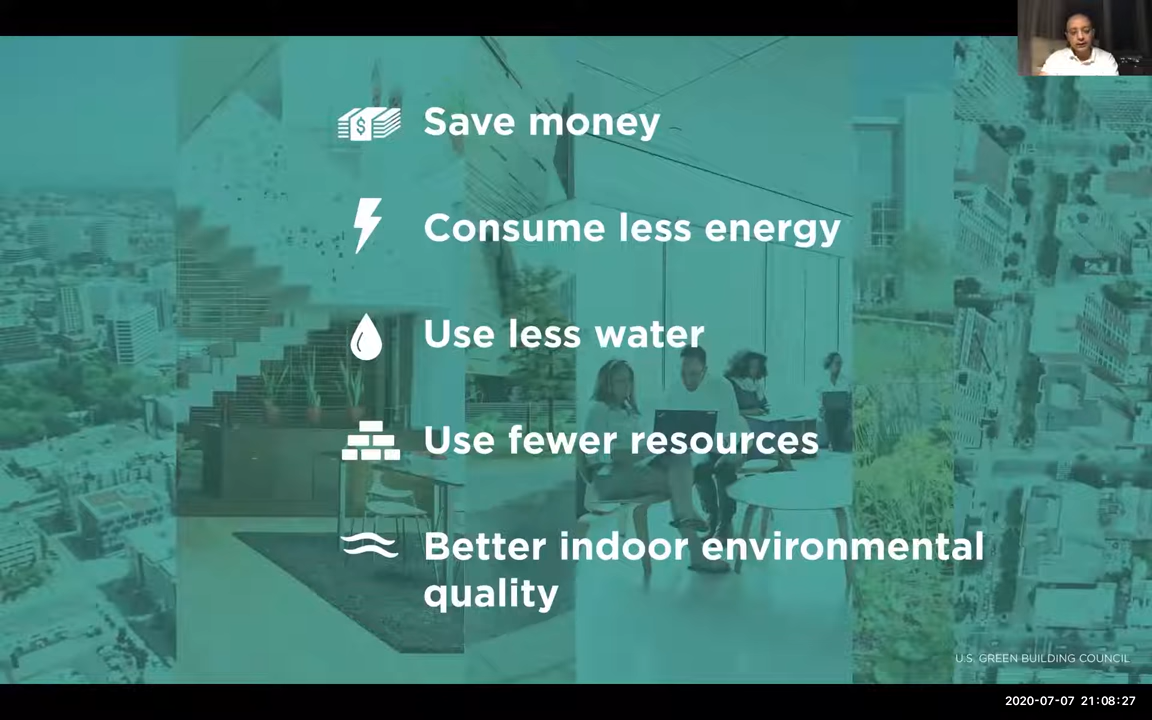 $ Save money
Consume less energy
Use less water
Use fewer resources
Better indoor environmental
quality
U.S. GREEN BUILDING COUNCIL
2020-07-07 21:08:27